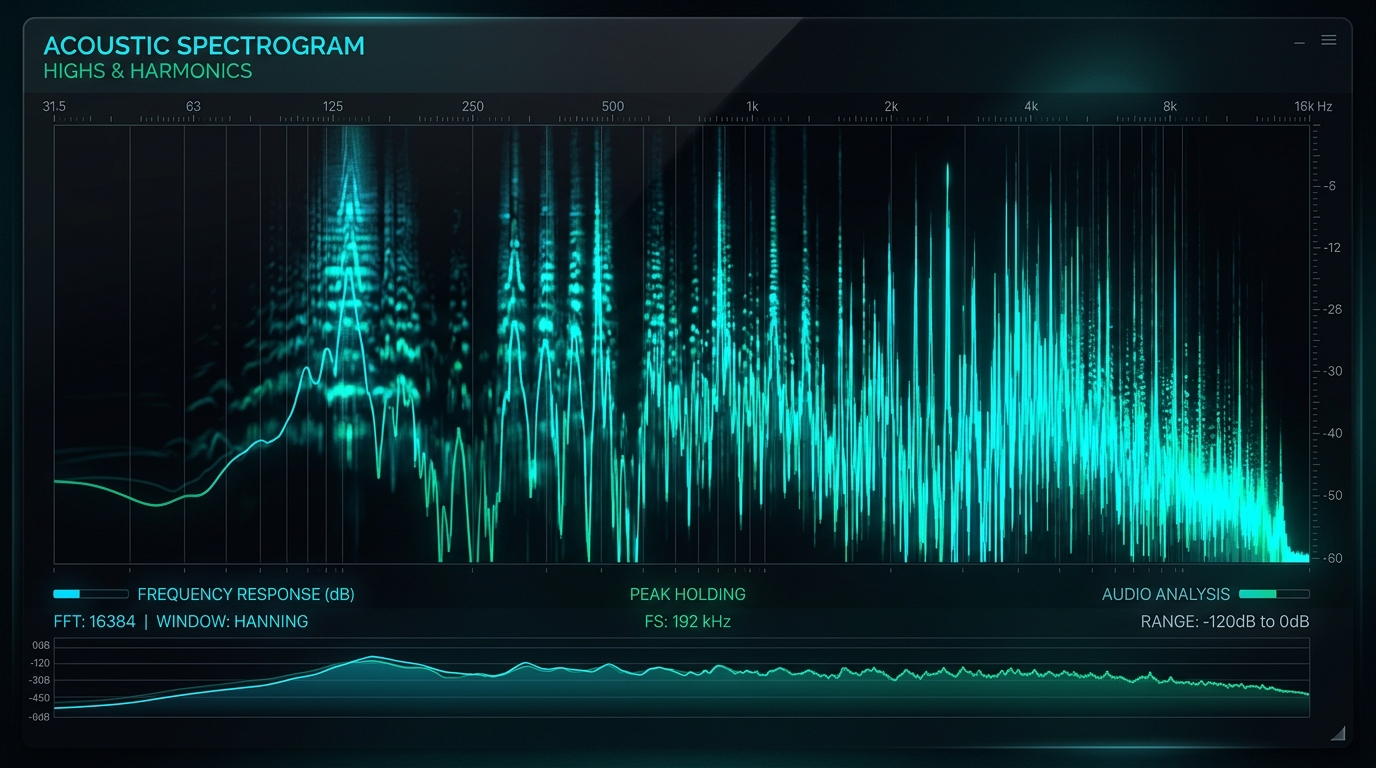 ACOUSTIC SPECTROGRAM
HIGHS & HARMONICS
31.5 63 125 250 500 1k 2k 4k 8k 16k Hz
-6
-12
-26
-30
-40
-50
-60
FREQUENCY RESPONSE (dB) PEAK HOLDING AUDIO ANALYSIS
FFT: 16384 | WINDOW: HANNING FS: 192 kHz RANGE: -120dB to 0dB
00B
-120
-308
-450
-0dB